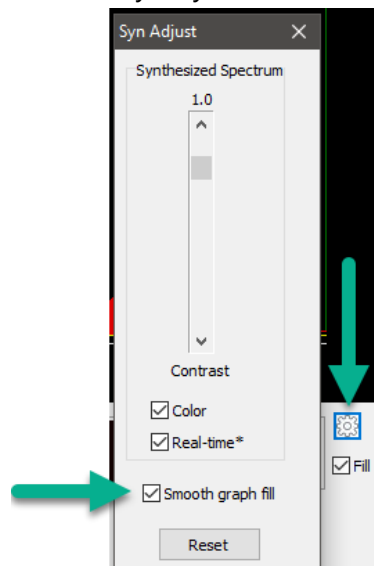 Syn Adjust
Synthesized Spectrum
1.0
Contrast
Color
Real-time*
Fill
Smooth graph fill
Reset